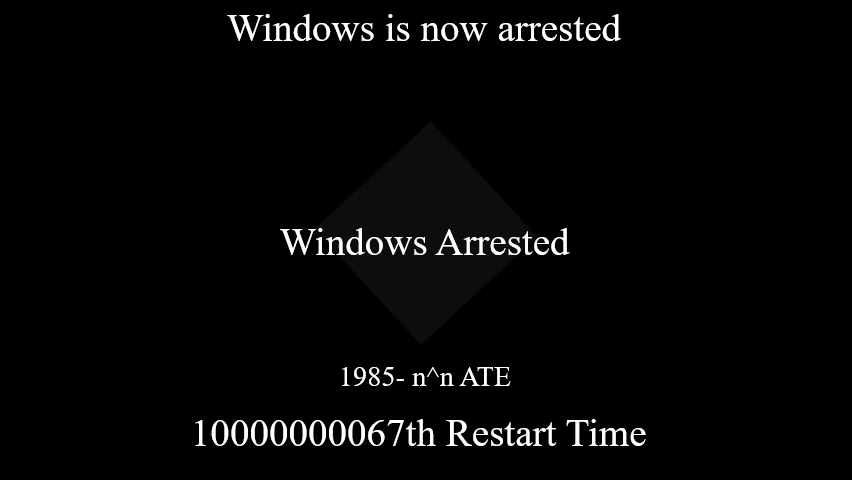 Windows is now arrested
Windows Arrested
1985- n^n ATE
10000000067th Restart Time